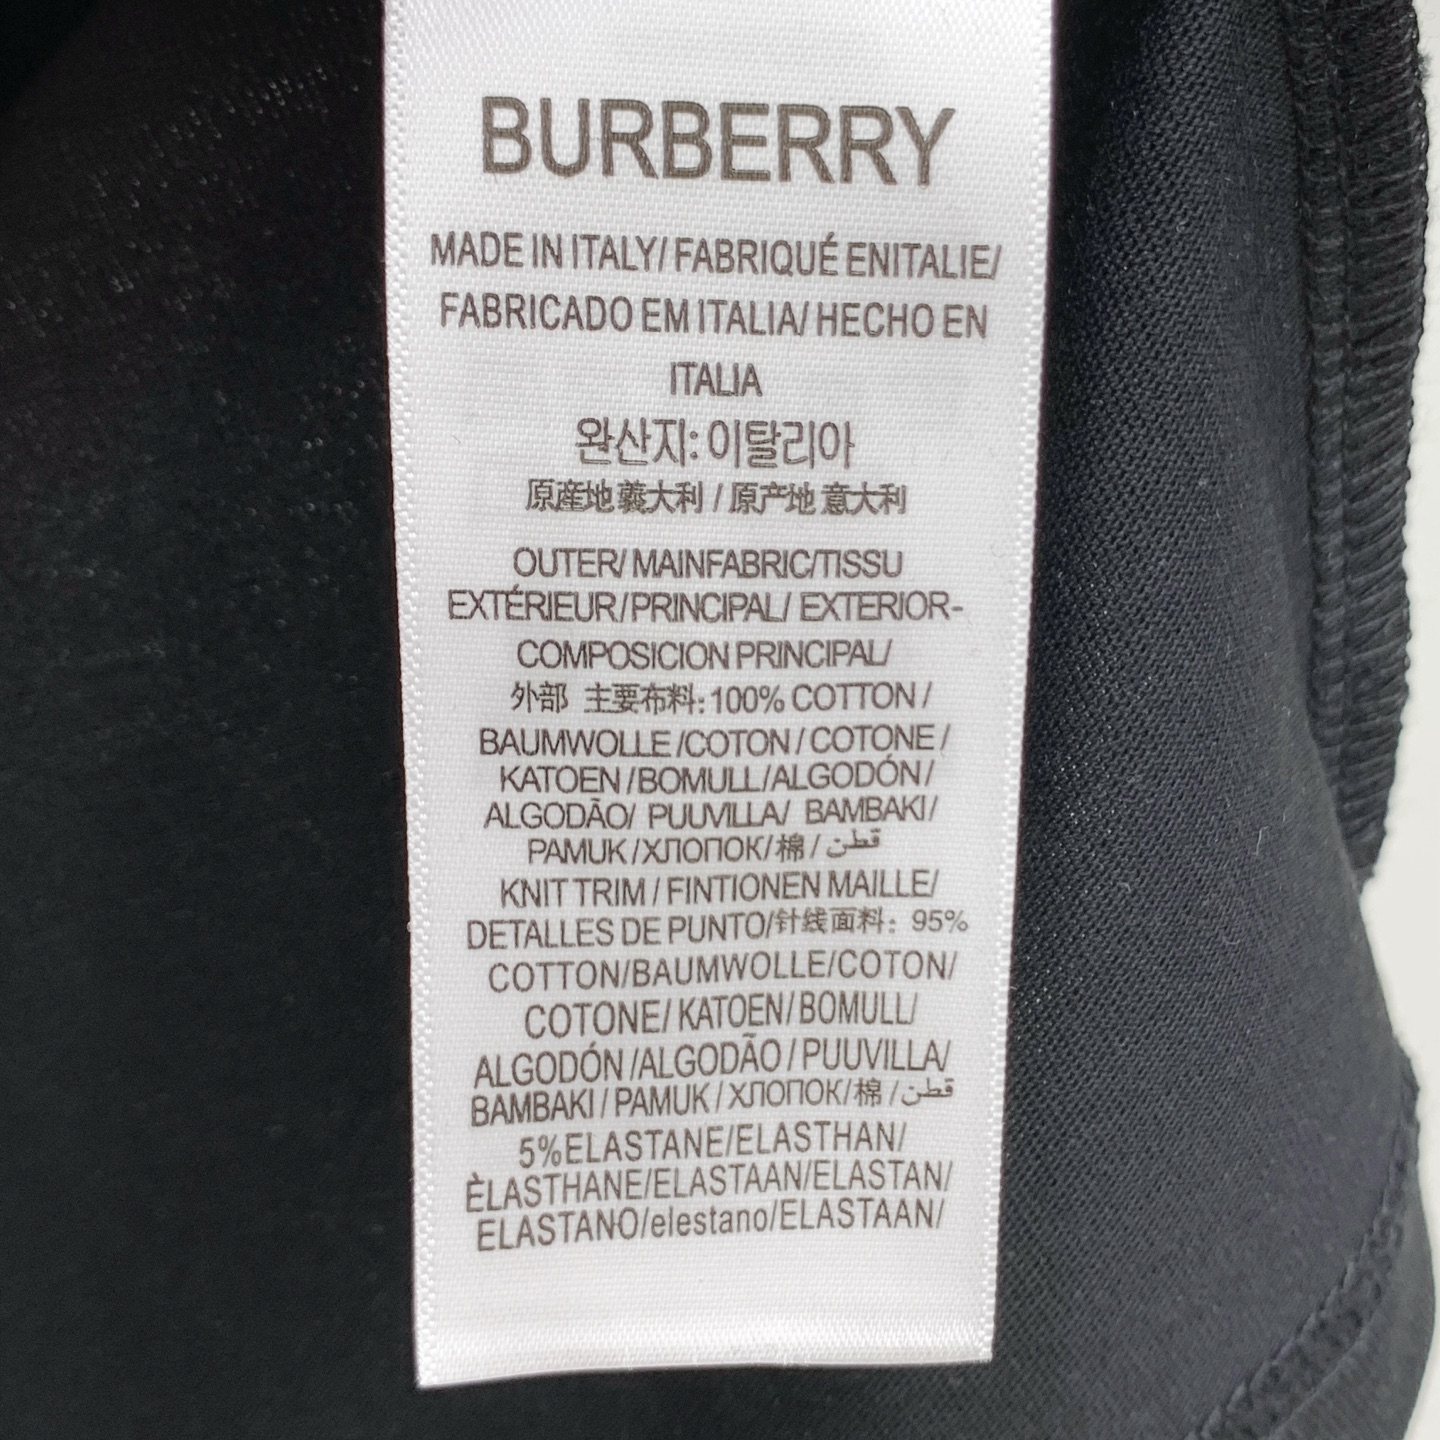 BURBERRY
MADE IN ITALY/ FABRIQUÉ ENITALIE/
FABRICADO EM ITALIA/ HECHO EN
ITALIA
완산지: 이탈리아
原産地 義大利 / 原产地 意大利
OUTER/ MAINFABRIC/TISSU
EXTÉRIEUR/PRINCIPAL/ EXTERIOR-
COMPOSICION PRINCIPAL/
外部 主要布料: 100% COTTON /
BAUMWOLLE /COTON / COTONE /
KATOEN /BOMULL/ALGODÓN /
ALGODÃO/ PUUVILLA/ BAMBAKI/
PAMUK /ХЛОПОК/棉 / قطن
KNIT TRIM / FINTIONEN MAILLE/
DETALLES DE PUNTO/针线面料: 95%
COTTON/BAUMWOLLE/COTON/
COTONE/ KATOEN / BOMULL/
ALGODÓN /ALGODÃO / PUUVILLA/
BAMBAKI / PAMUK / ХЛОПОК/棉 / قطن
5%ELASTANE/ELASTHAN/
ÈLASTHANE/ELASTAAN/ELASTAN/
ELASTANO/elestano/ELASTAAN/